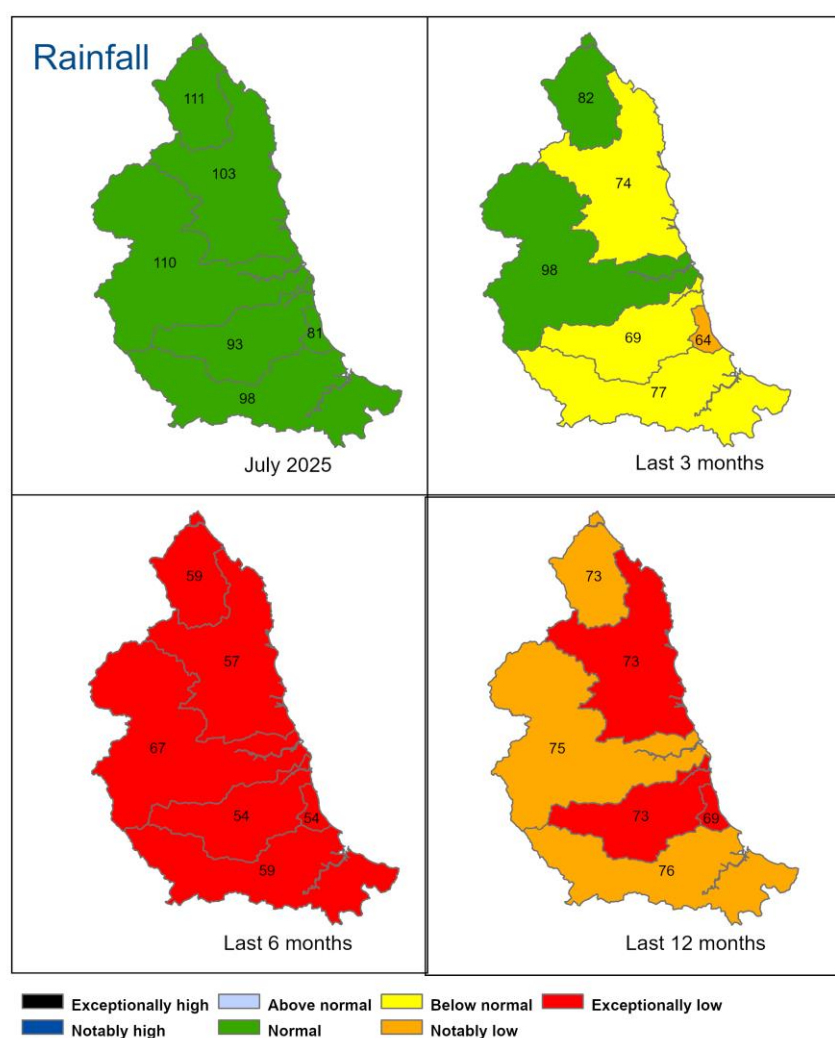 Rainfall
111
103
110
81
93
98
July 2025
82
74
98
69
64
77
Last 3 months
59
57
67
54
54
59
Last 6 months
73
73
75
73
69
76
Last 12 months
Exceptionally high
Above normal
Below normal
Exceptionally low
Notably high
Normal
Notably low